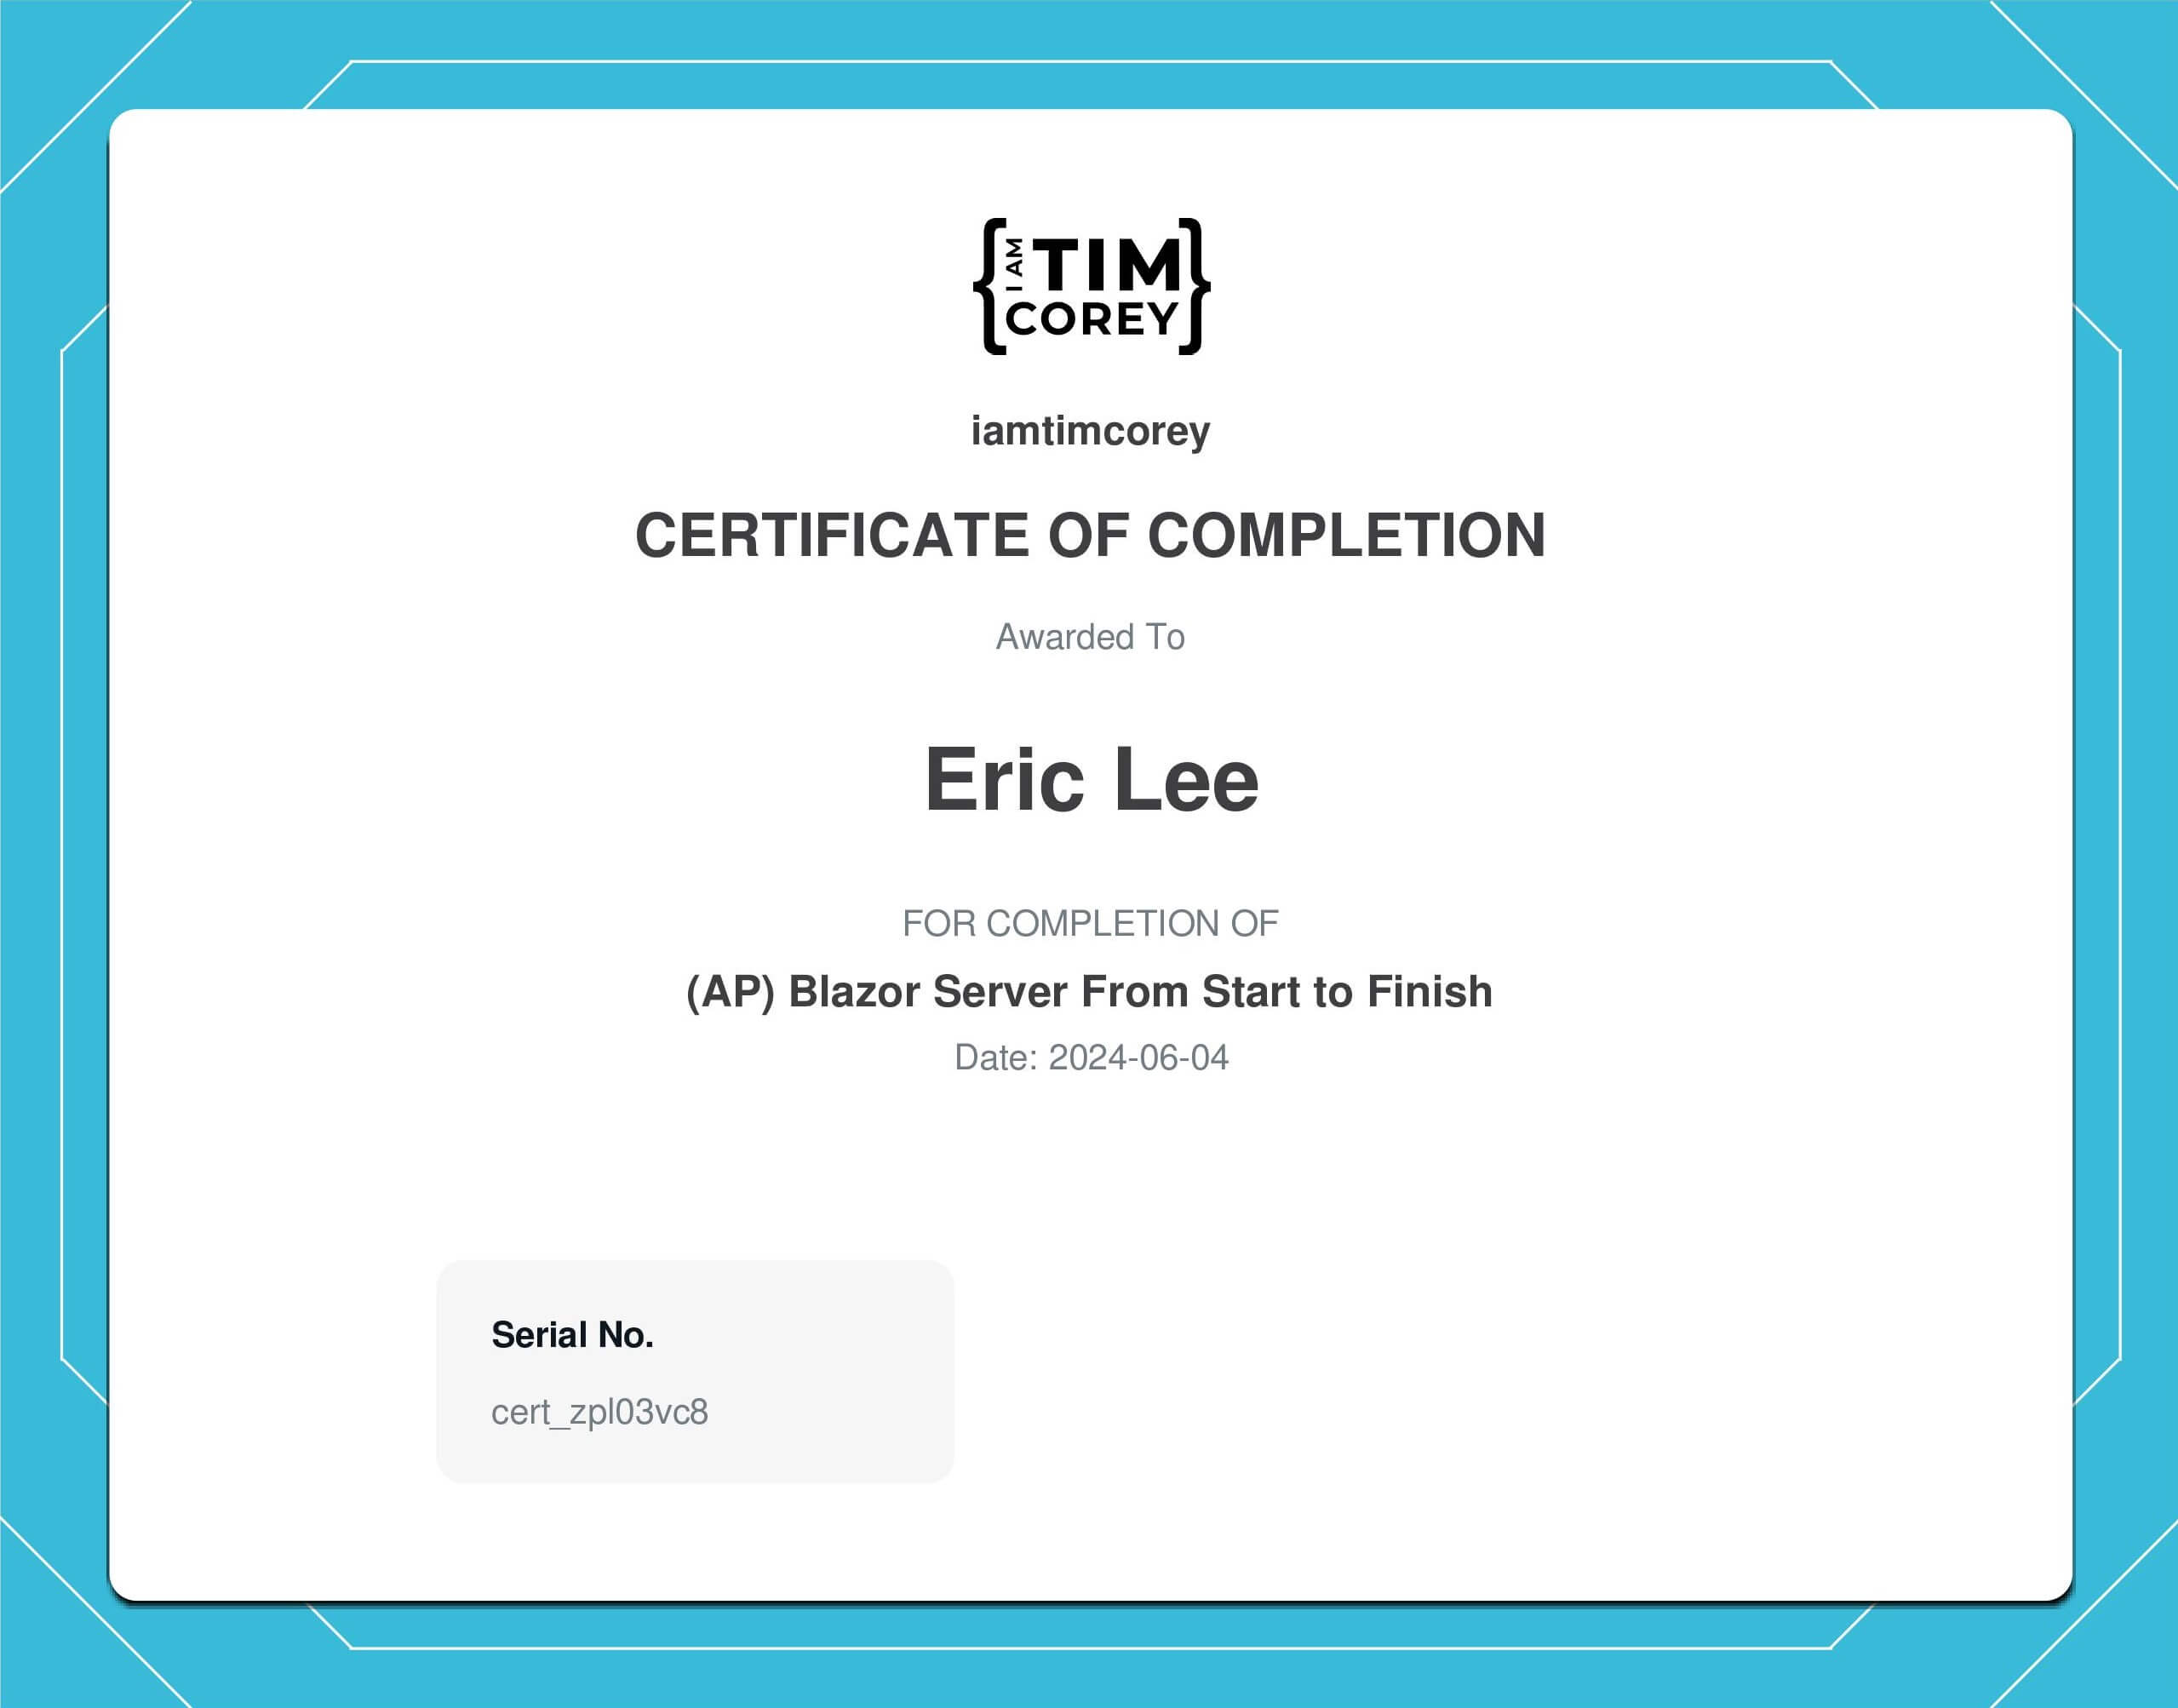 I AM TIM
COREY
iamtimcorey
CERTIFICATE OF COMPLETION
Awarded To
Eric Lee
FOR COMPLETION OF
(AP) Blazor Server From Start to Finish
Date: 2024-06-04
Serial No.
cert_zpl03vc8